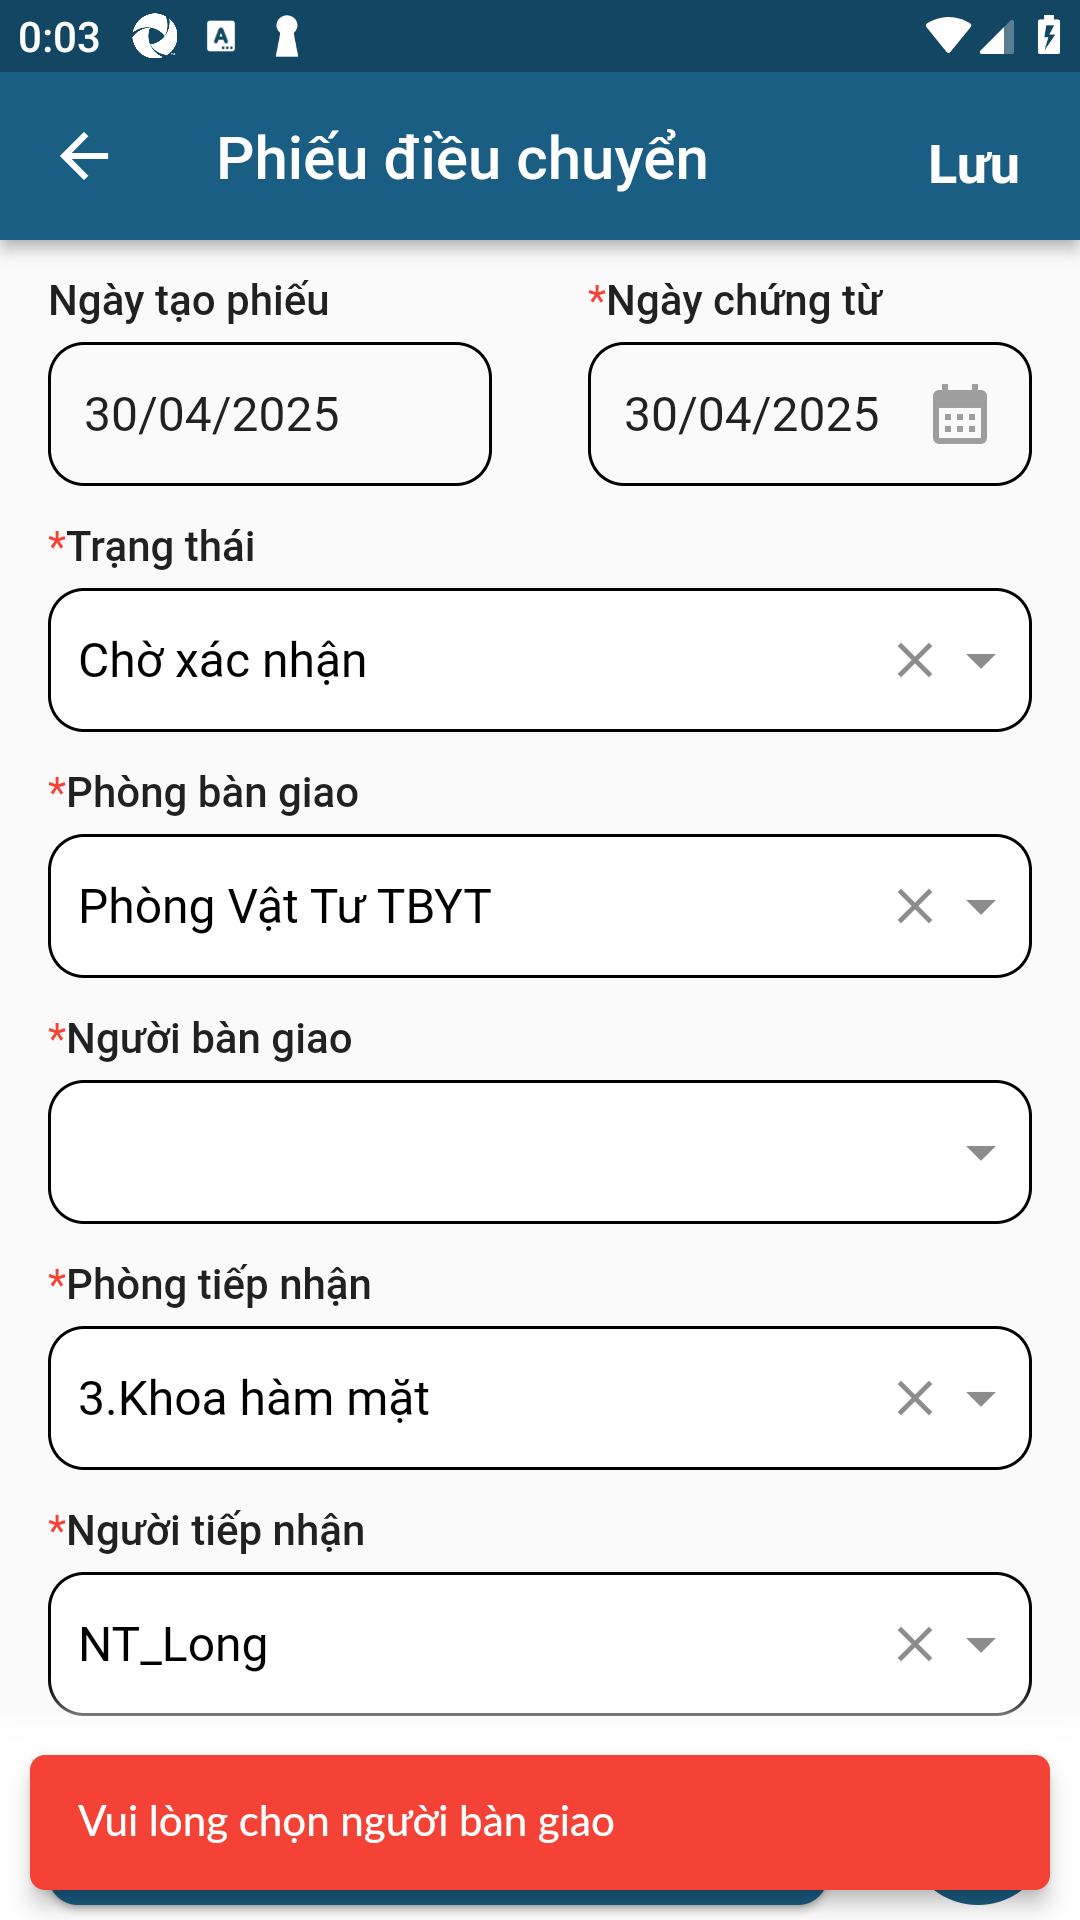 0:03
Phiếu điều chuyển
Lưu
Ngày tạo phiếu
*Ngày chứng từ
30/04/2025
30/04/2025
*Trạng thái
Chờ xác nhận
*Phòng bàn giao
Phòng Vật Tư TBYT
*Người bàn giao
*Phòng tiếp nhận
3.Khoa hàm mặt
*Người tiếp nhận
NT_Long
Vui lòng chọn người bàn giao